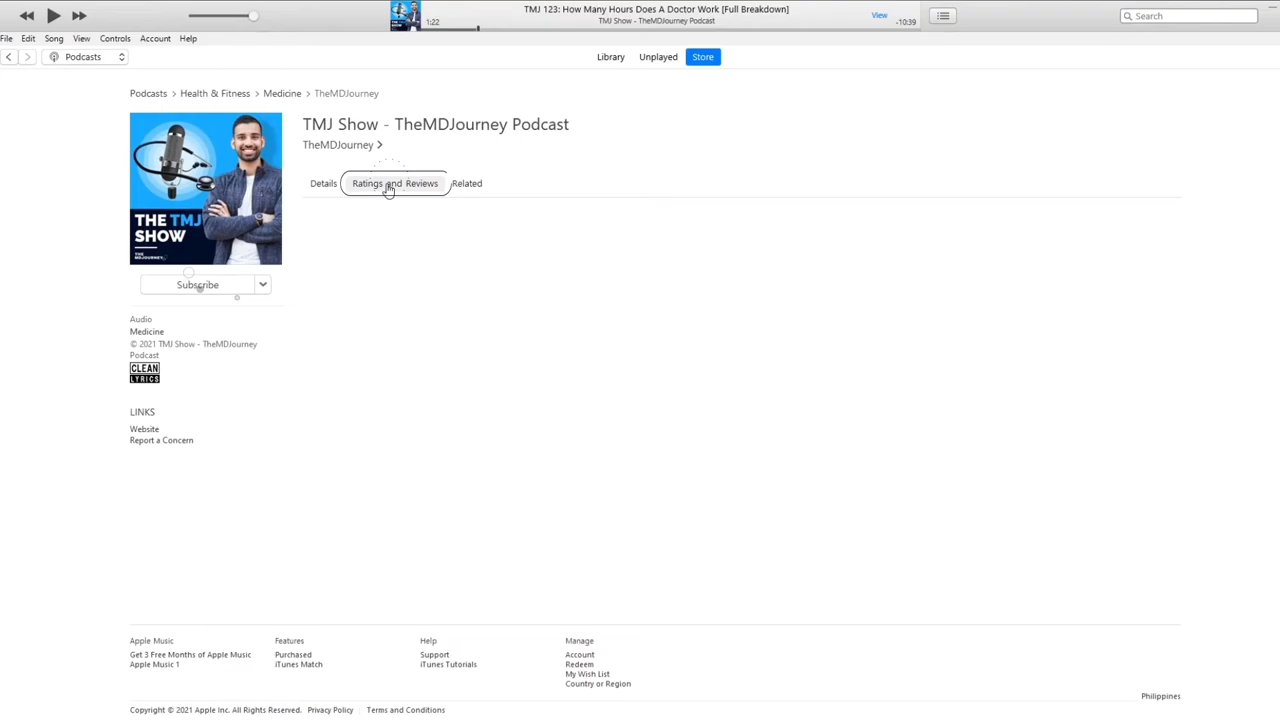 TMJ 123: How Many Hours Does A Doctor Work [Full Breakdown]
1:22
TMJ Show - TheMDJourney Podcast
View
-10:39
Search
File Edit Song View Controls Account Help
Podcasts
Library Unplayed Store
Podcasts > Health & Fitness > Medicine > TheMDJourney
TMJ Show - TheMDJourney Podcast
TheMDJourney >
Details Ratings and Reviews Related
THE TMJ
SHOW
THE
MDJOURNEY
Subscribe
Audio
Medicine
© 2021 TMJ Show - TheMDJourney
Podcast
CLEAN
LYRICS
LINKS
Website
Report a Concern
Apple Music Features Help Manage
Get 3 Free Months of Apple Music Purchased Support Account
Apple Music 1 iTunes Match iTunes Tutorials Redeem
My Wish List
Country or Region
Philippines
Copyright © 2021 Apple Inc. All Rights Reserved. | Privacy Policy | Terms and Conditions